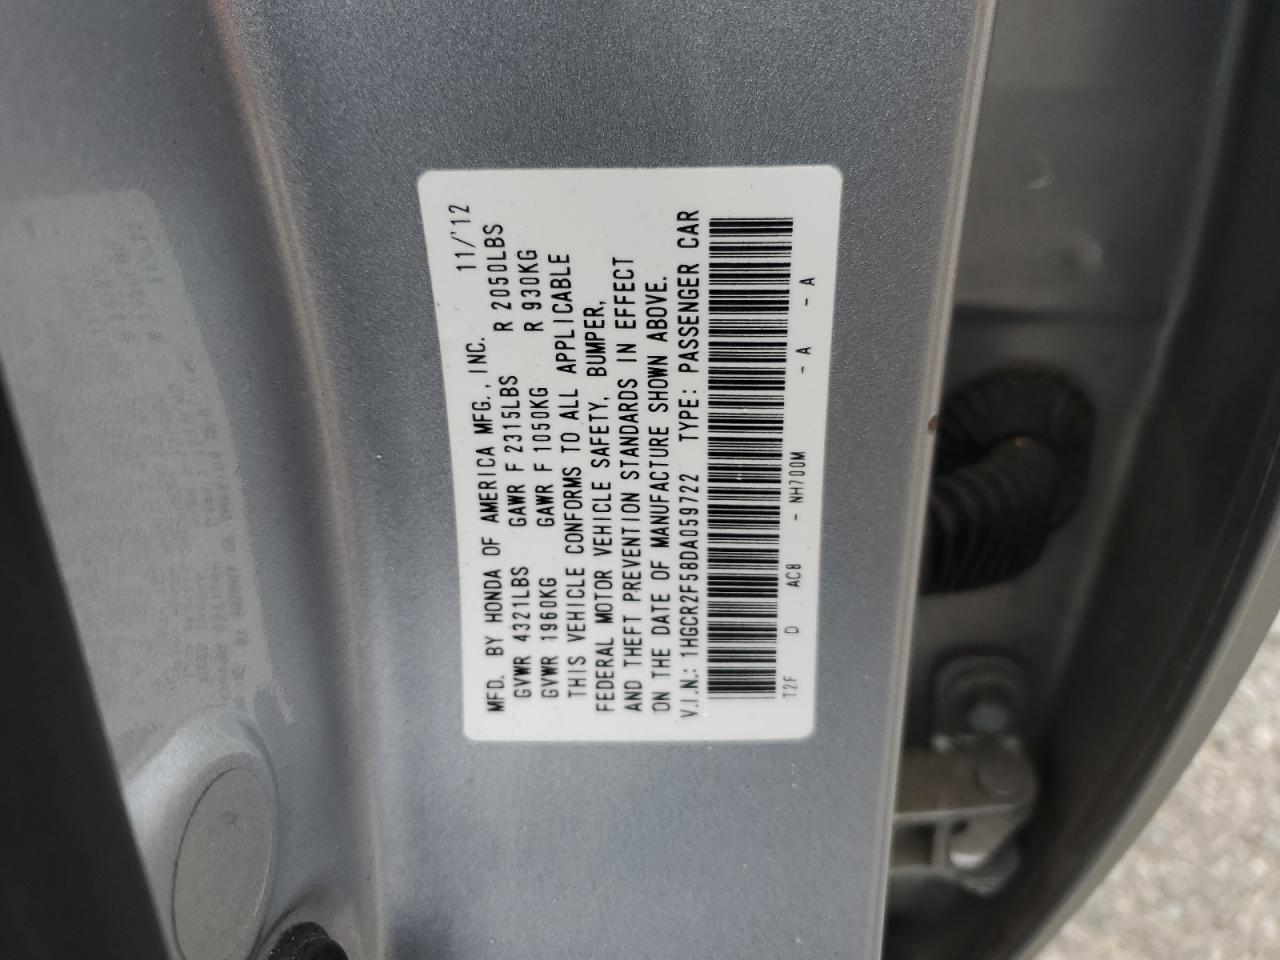 MFD. BY HONDA OF AMERICA MFG., INC. 11/'12
GVWR 4321LBS GAWR F 2315LBS R 2050LBS
GVWR 1960KG GAWR F 1050KG R 930KG
THIS VEHICLE CONFORMS TO ALL APPLICABLE
FEDERAL MOTOR VEHICLE SAFETY, BUMPER,
AND THEFT PREVENTION STANDARDS IN EFFECT
ON THE DATE OF MANUFACTURE SHOWN ABOVE.
V.I.N.: 1HGCR2F58DA059722 TYPE: PASSENGER CAR
T2F D AC8 - NH700M - A - A